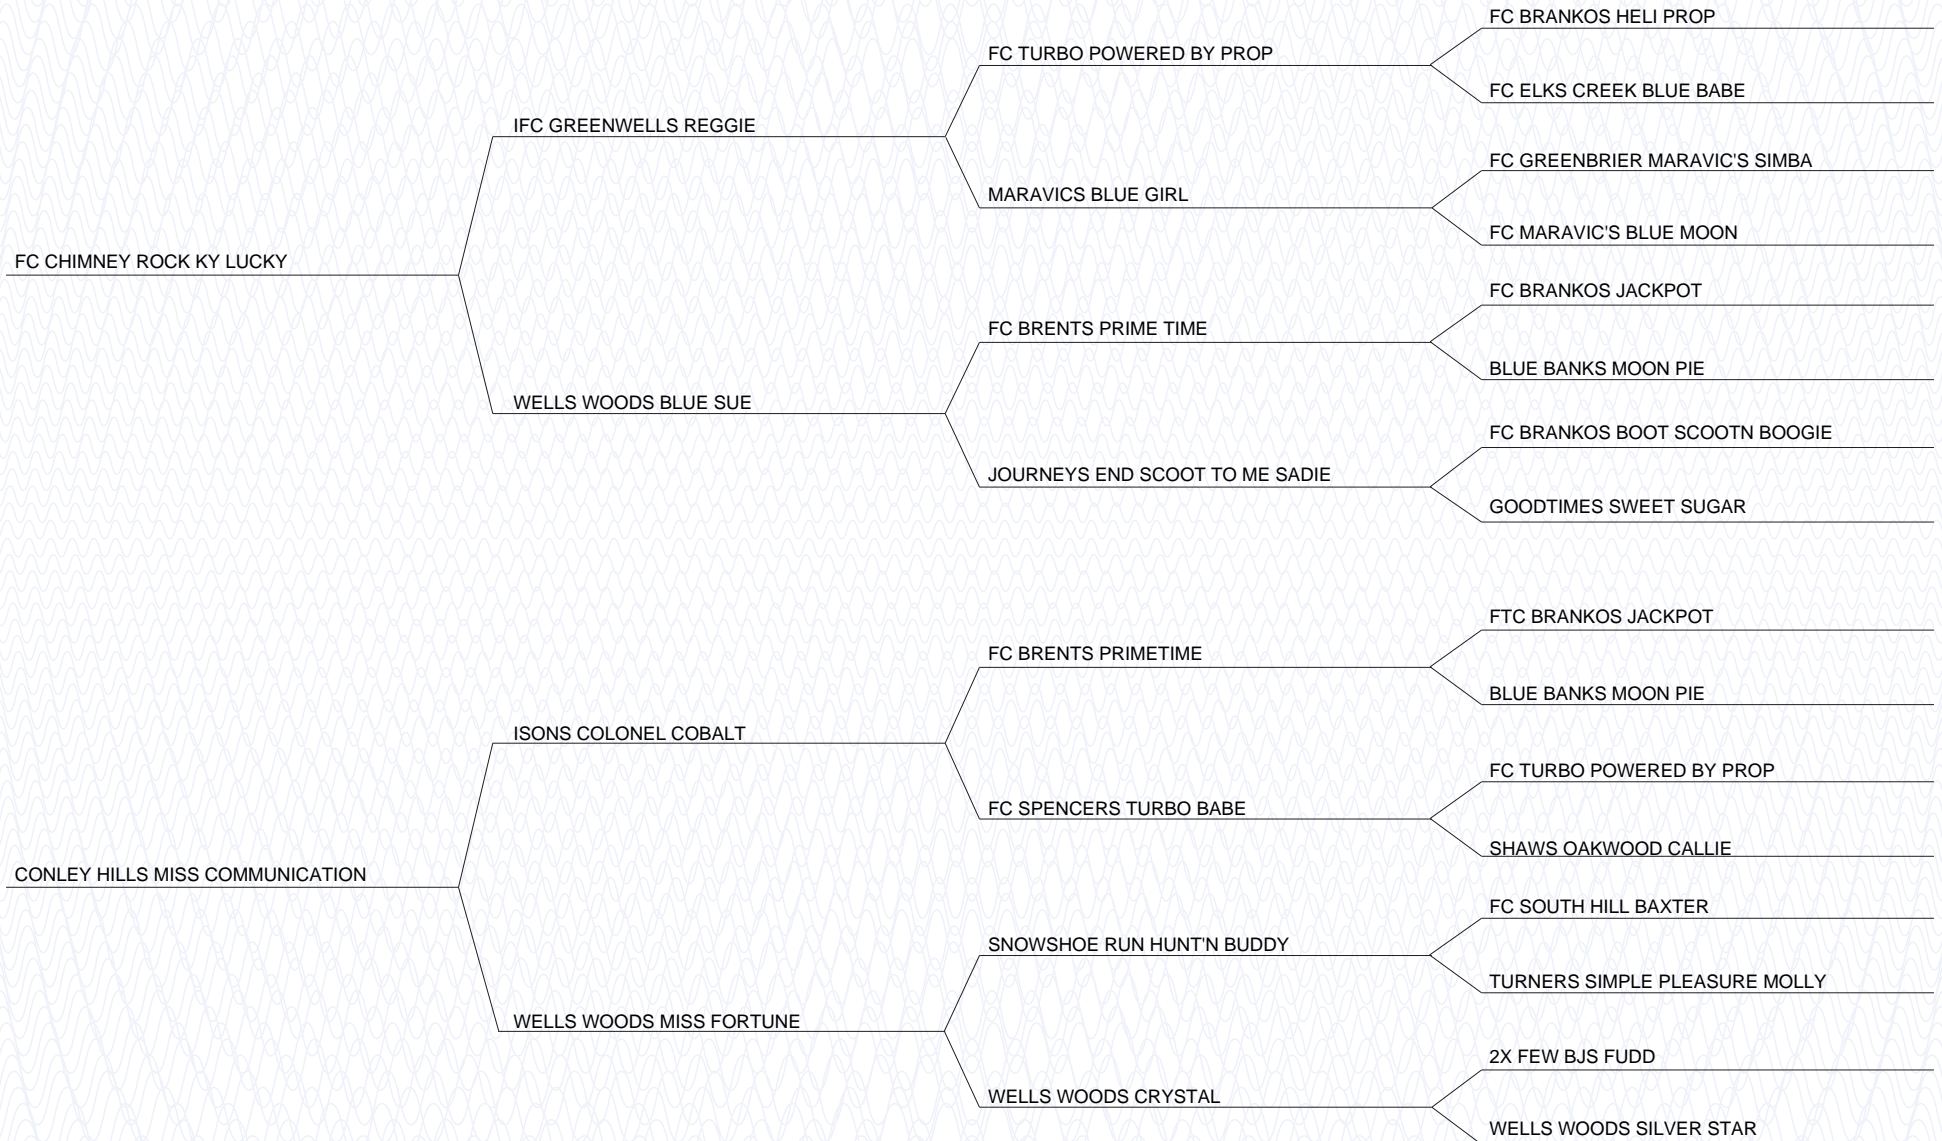 FC BRANKOS HELI PROP
FC TURBO POWERED BY PROP
FC ELKS CREEK BLUE BABE
IFC GREENWELLS REGGIE
FC GREENBRIER MARAVIC'S SIMBA
MARAVICS BLUE GIRL
FC MARAVIC'S BLUE MOON
FC CHIMNEY ROCK KY LUCKY
FC BRANKOS JACKPOT
FC BRENTS PRIME TIME
BLUE BANKS MOON PIE
WELLS WOODS BLUE SUE
FC BRANKOS BOOT SCOOTN BOOGIE
JOURNEYS END SCOOT TO ME SADIE
GOODTIMES SWEET SUGAR
FTC BRANKOS JACKPOT
FC BRENTS PRIMETIME
BLUE BANKS MOON PIE
ISONS COLONEL COBALT
FC TURBO POWERED BY PROP
FC SPENCERS TURBO BABE
SHAWS OAKWOOD CALLIE
CONLEY HILLS MISS COMMUNICATION
FC SOUTH HILL BAXTER
SNOWSHOE RUN HUNT'N BUDDY
TURNERS SIMPLE PLEASURE MOLLY
WELLS WOODS MISS FORTUNE
2X FEW BJS FUDD
WELLS WOODS CRYSTAL
WELLS WOODS SILVER STAR